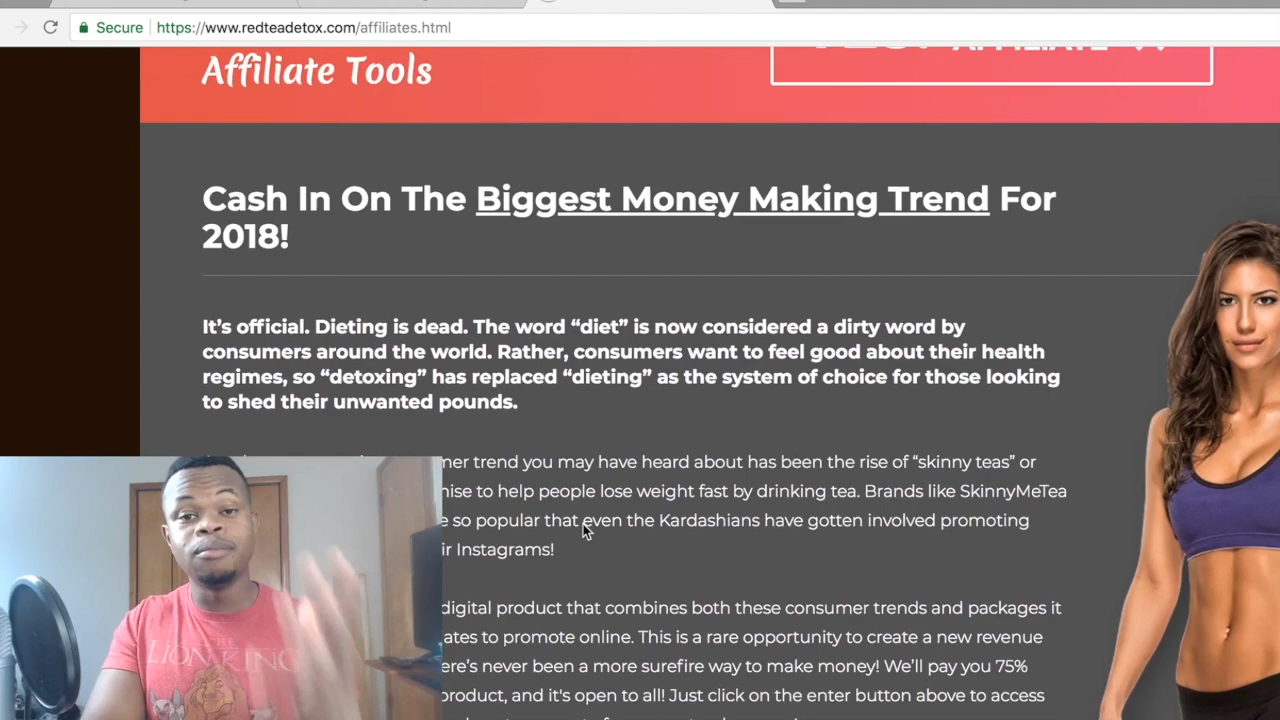 Secure https://www.redteadetox.com/affiliates.html
AFFILIATE
Affiliate Tools
Cash In On The Biggest Money Making Trend For
2018!
It's official. Dieting is dead. The word “diet” is now considered a dirty word by
consumers around the world. Rather, consumers want to feel good about their health
regimes, so “detoxing” has replaced “dieting” as the system of choice for those looking
to shed their unwanted pounds.
trend you may have heard about has been the rise of “skinny teas” or
to help people lose weight fast by drinking tea. Brands like SkinnyMeTea
so popular that even the Kardashians have gotten involved promoting
Instagrams!
digital product that combines both these consumer trends and packages it
to promote online. This is a rare opportunity to create a new revenue
never been a more surefire way to make money! We'll pay you 75%
product, and it's open to all! Just click on the enter button above to access
THE
LION KING